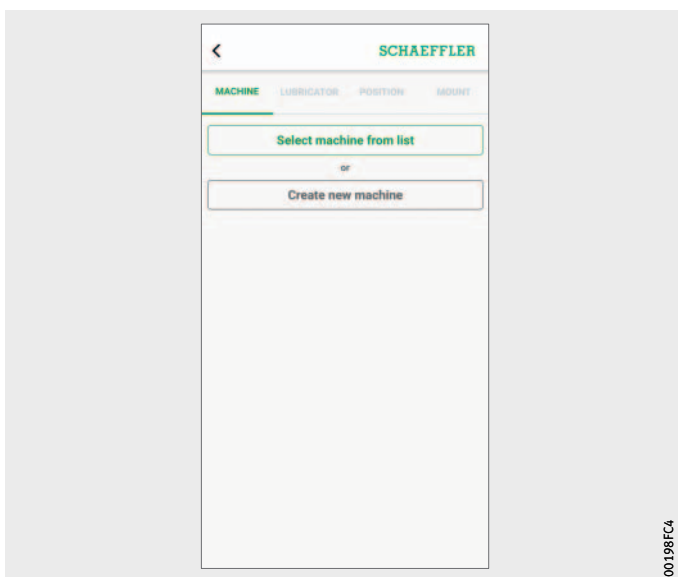 SCHAEFFLER
MACHINE LUBRICATOR POSITION MOUNT
Select machine from list
or
Create new machine
00198FC4